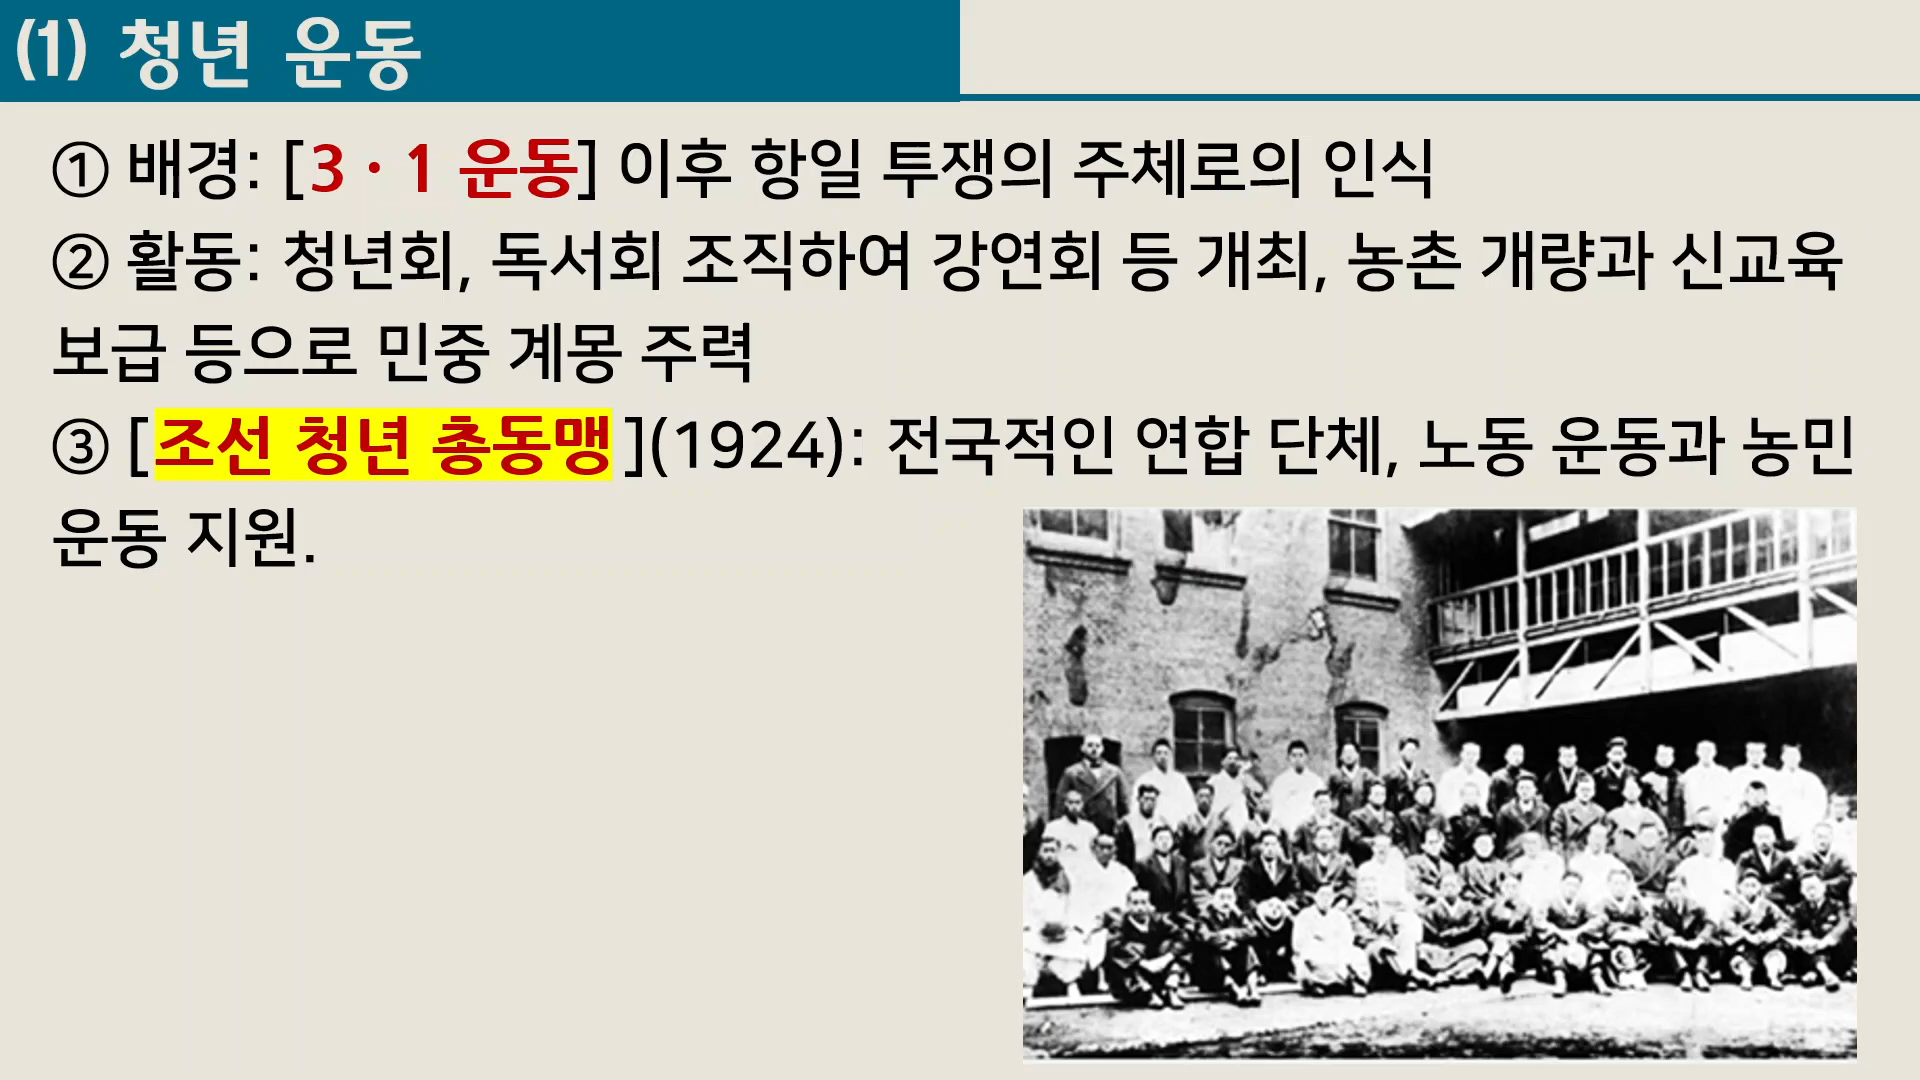 (1) 청년 운동
① 배경: [3 · 1 운동] 이후 항일 투쟁의 주체로의 인식
② 활동: 청년회, 독서회 조직하여 강연회 등 개최, 농촌 개량과 신교육
보급 등으로 민중 계몽 주력
③ [조선 청년 총동맹](1924): 전국적인 연합 단체, 노동 운동과 농민
운동 지원.